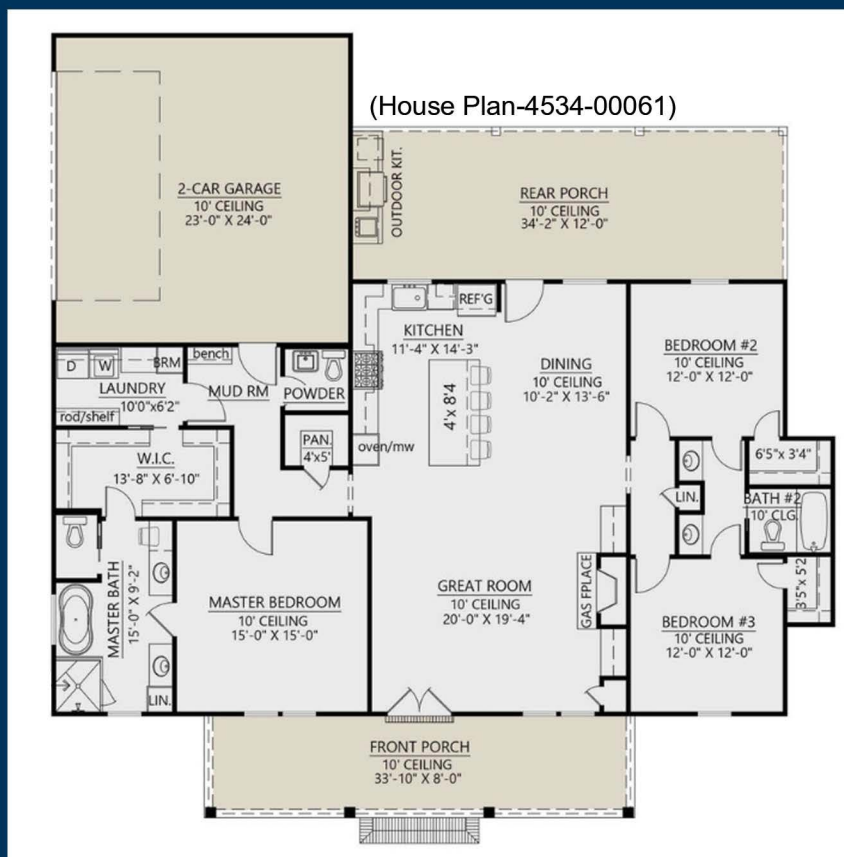 (House Plan-4534-00061)
2-CAR GARAGE
10' CEILING
23'-0" X 24'-0"
OUTDOOR KIT.
REAR PORCH
10' CEILING
34'-2" X 12'-0"
REF'G
KITCHEN
11'-4" X 14'-3"
4'x 8'4
oven/mw
DINING
10' CEILING
10'-2" X 13'-6"
BEDROOM #2
10' CEILING
12'-0" X 12'-0"
D
W
BRM
LAUNDRY
10'0"x6'2"
rod/shelf
bench
MUD RM
POWDER
PAN.
4'x5'
W.I.C.
13'-8" X 6'-10"
6'5"x 3'4"
LIN.
BATH #2
10' CLG.
MASTER BATH
15'-0" X 9'-2"
LIN.
MASTER BEDROOM
10' CEILING
15'-0" X 15'-0"
GREAT ROOM
10' CEILING
20'-0" X 19'-4"
GAS FPLACE
BEDROOM #3
10' CEILING
12'-0" X 12'-0"
3'5"x 5'2
FRONT PORCH
10' CEILING
33'-10" X 8'-0"